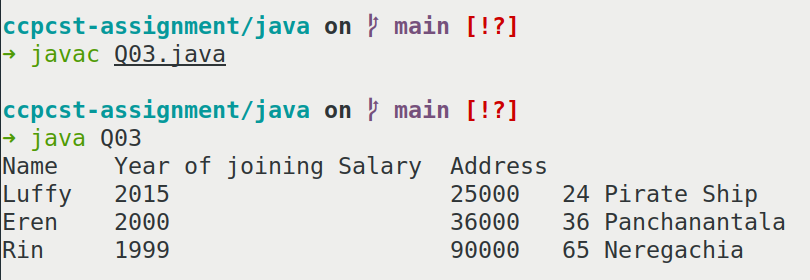 ccpcst-assignment/java on  main [!?]
➜ javac Q03.java
ccpcst-assignment/java on  main [!?]
➜ java Q03
Name    Year of joining Salary  Address
Luffy   2015                    25000   24 Pirate Ship
Eren    2000                    36000   36 Panchanantala
Rin     1999                    90000   65 Neregachia